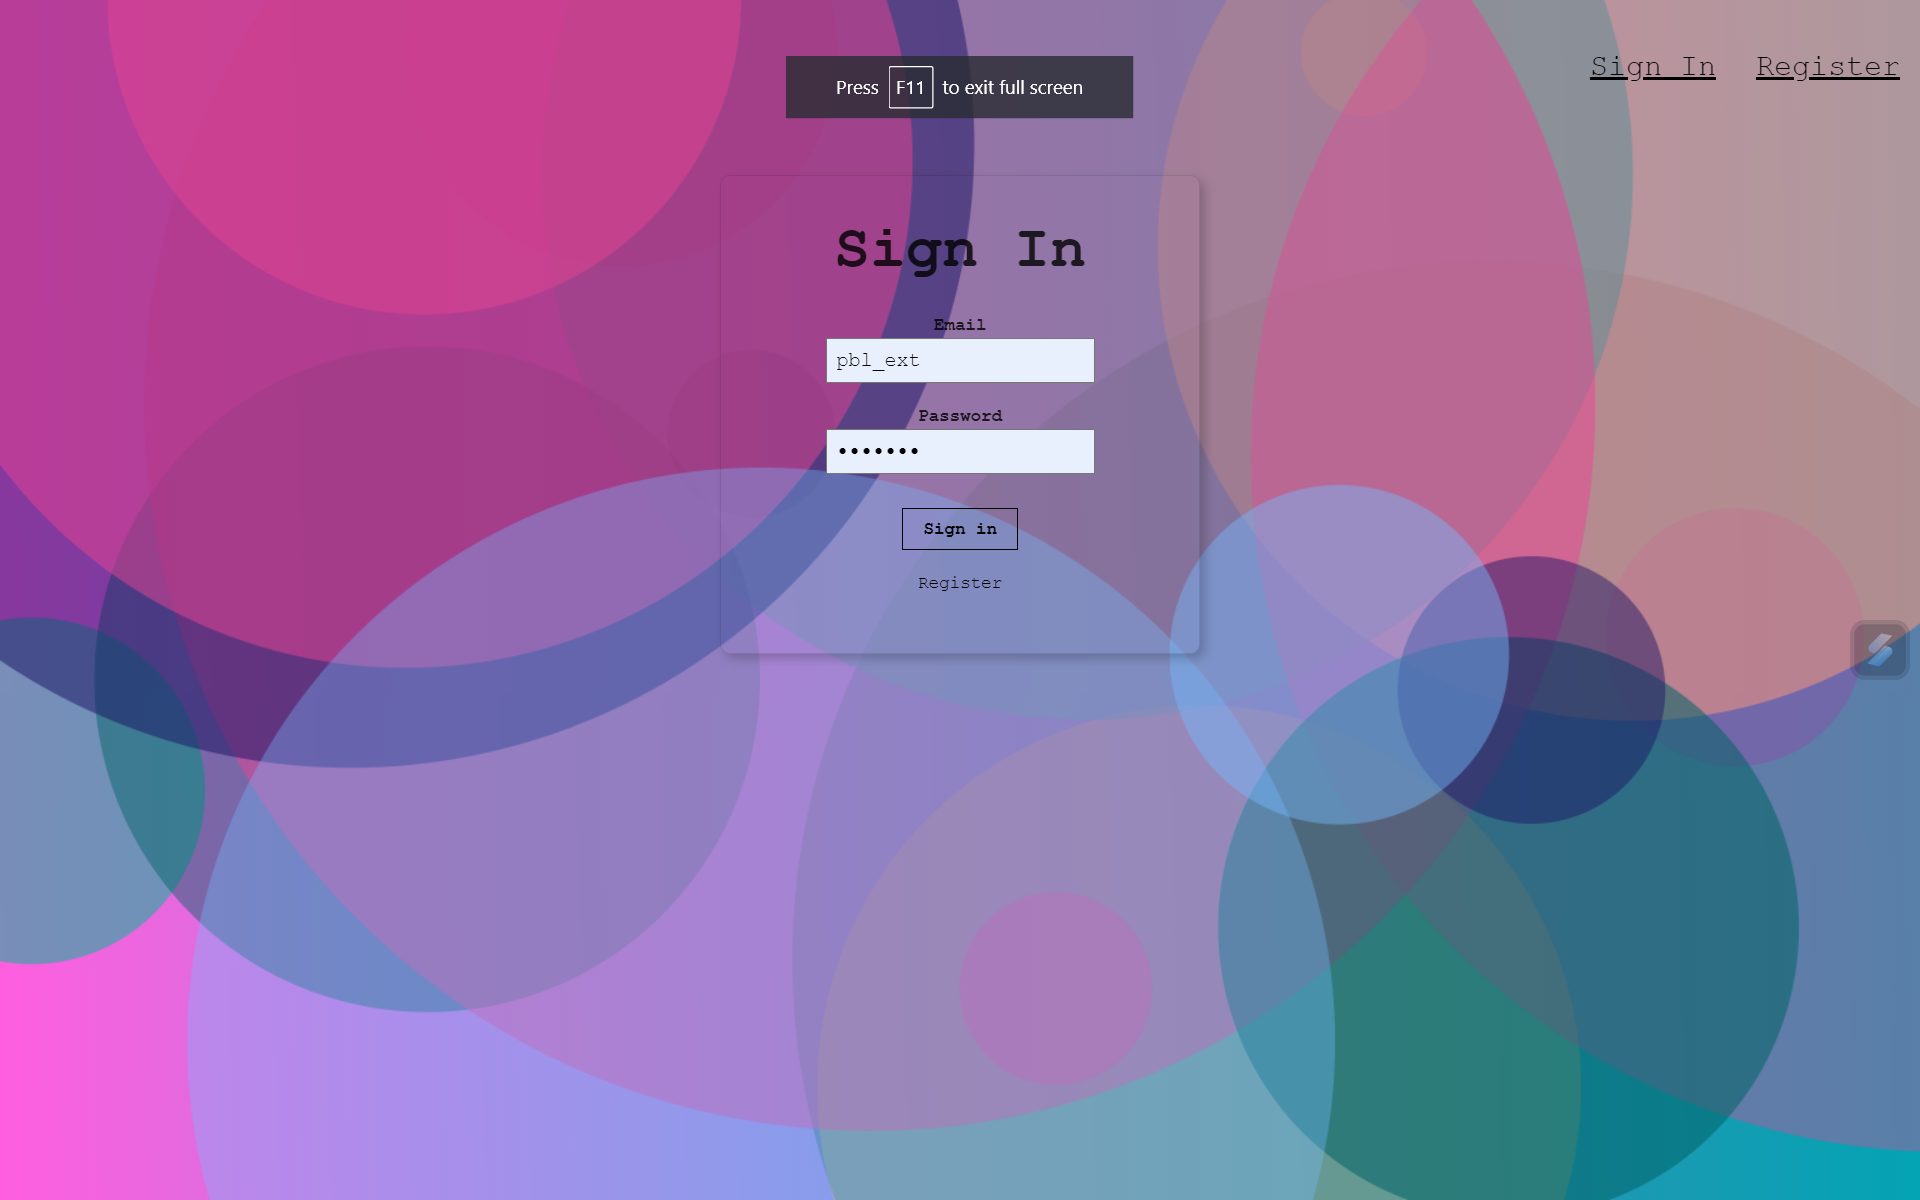 Press F11 to exit full screen
Sign In Register
Sign In
Email
pbl_ext
Password
•••••••
Sign in
Register